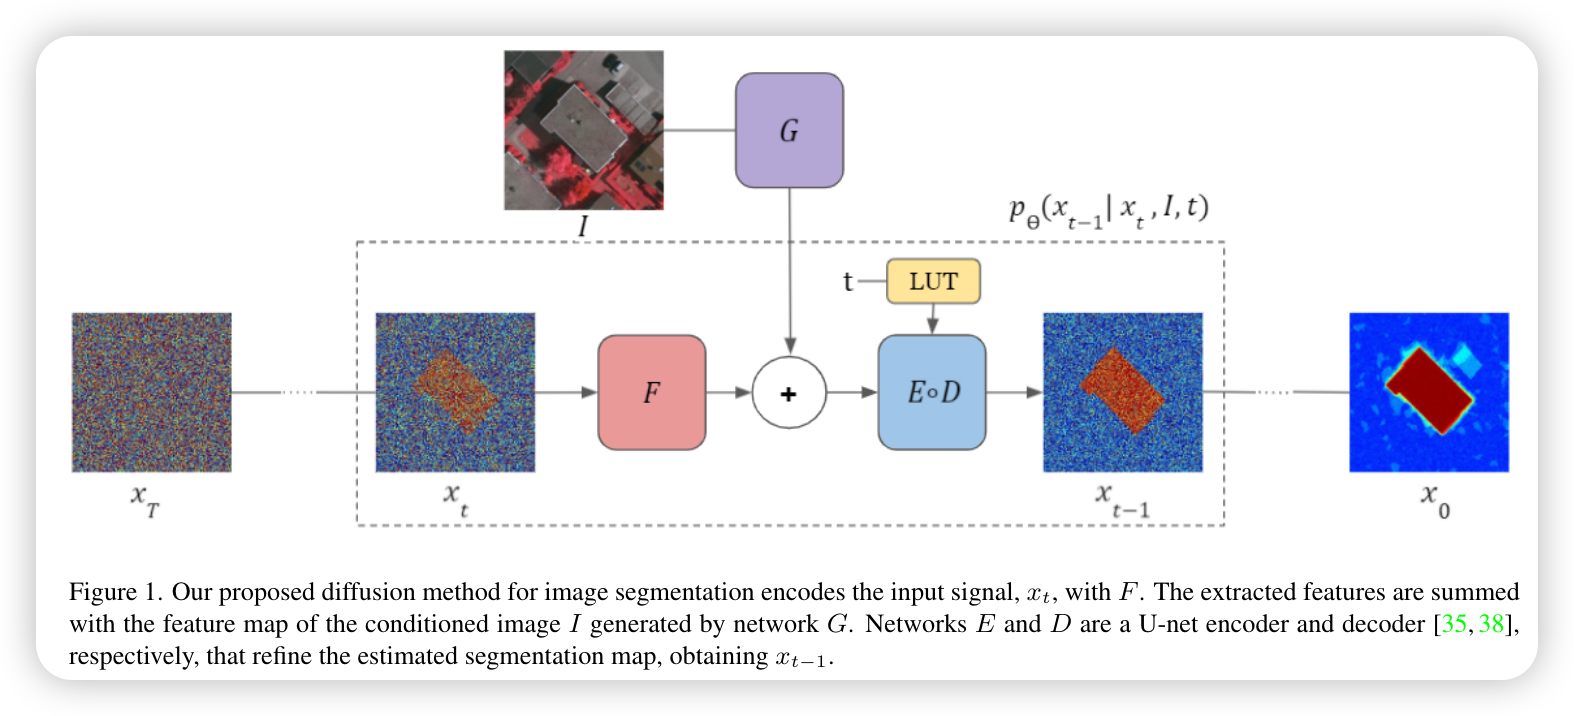 G
I
p_θ(x_{t−1} | x_t, I, t)
t
LUT
F
+
E∘D
x_T
x_t
x_{t−1}
x_0
Figure 1. Our proposed diffusion method for image segmentation encodes the input signal, x_t, with F. The extracted features are summed
with the feature map of the conditioned image I generated by network G. Networks E and D are a U-net encoder and decoder [35, 38],
respectively, that refine the estimated segmentation map, obtaining x_{t−1}.